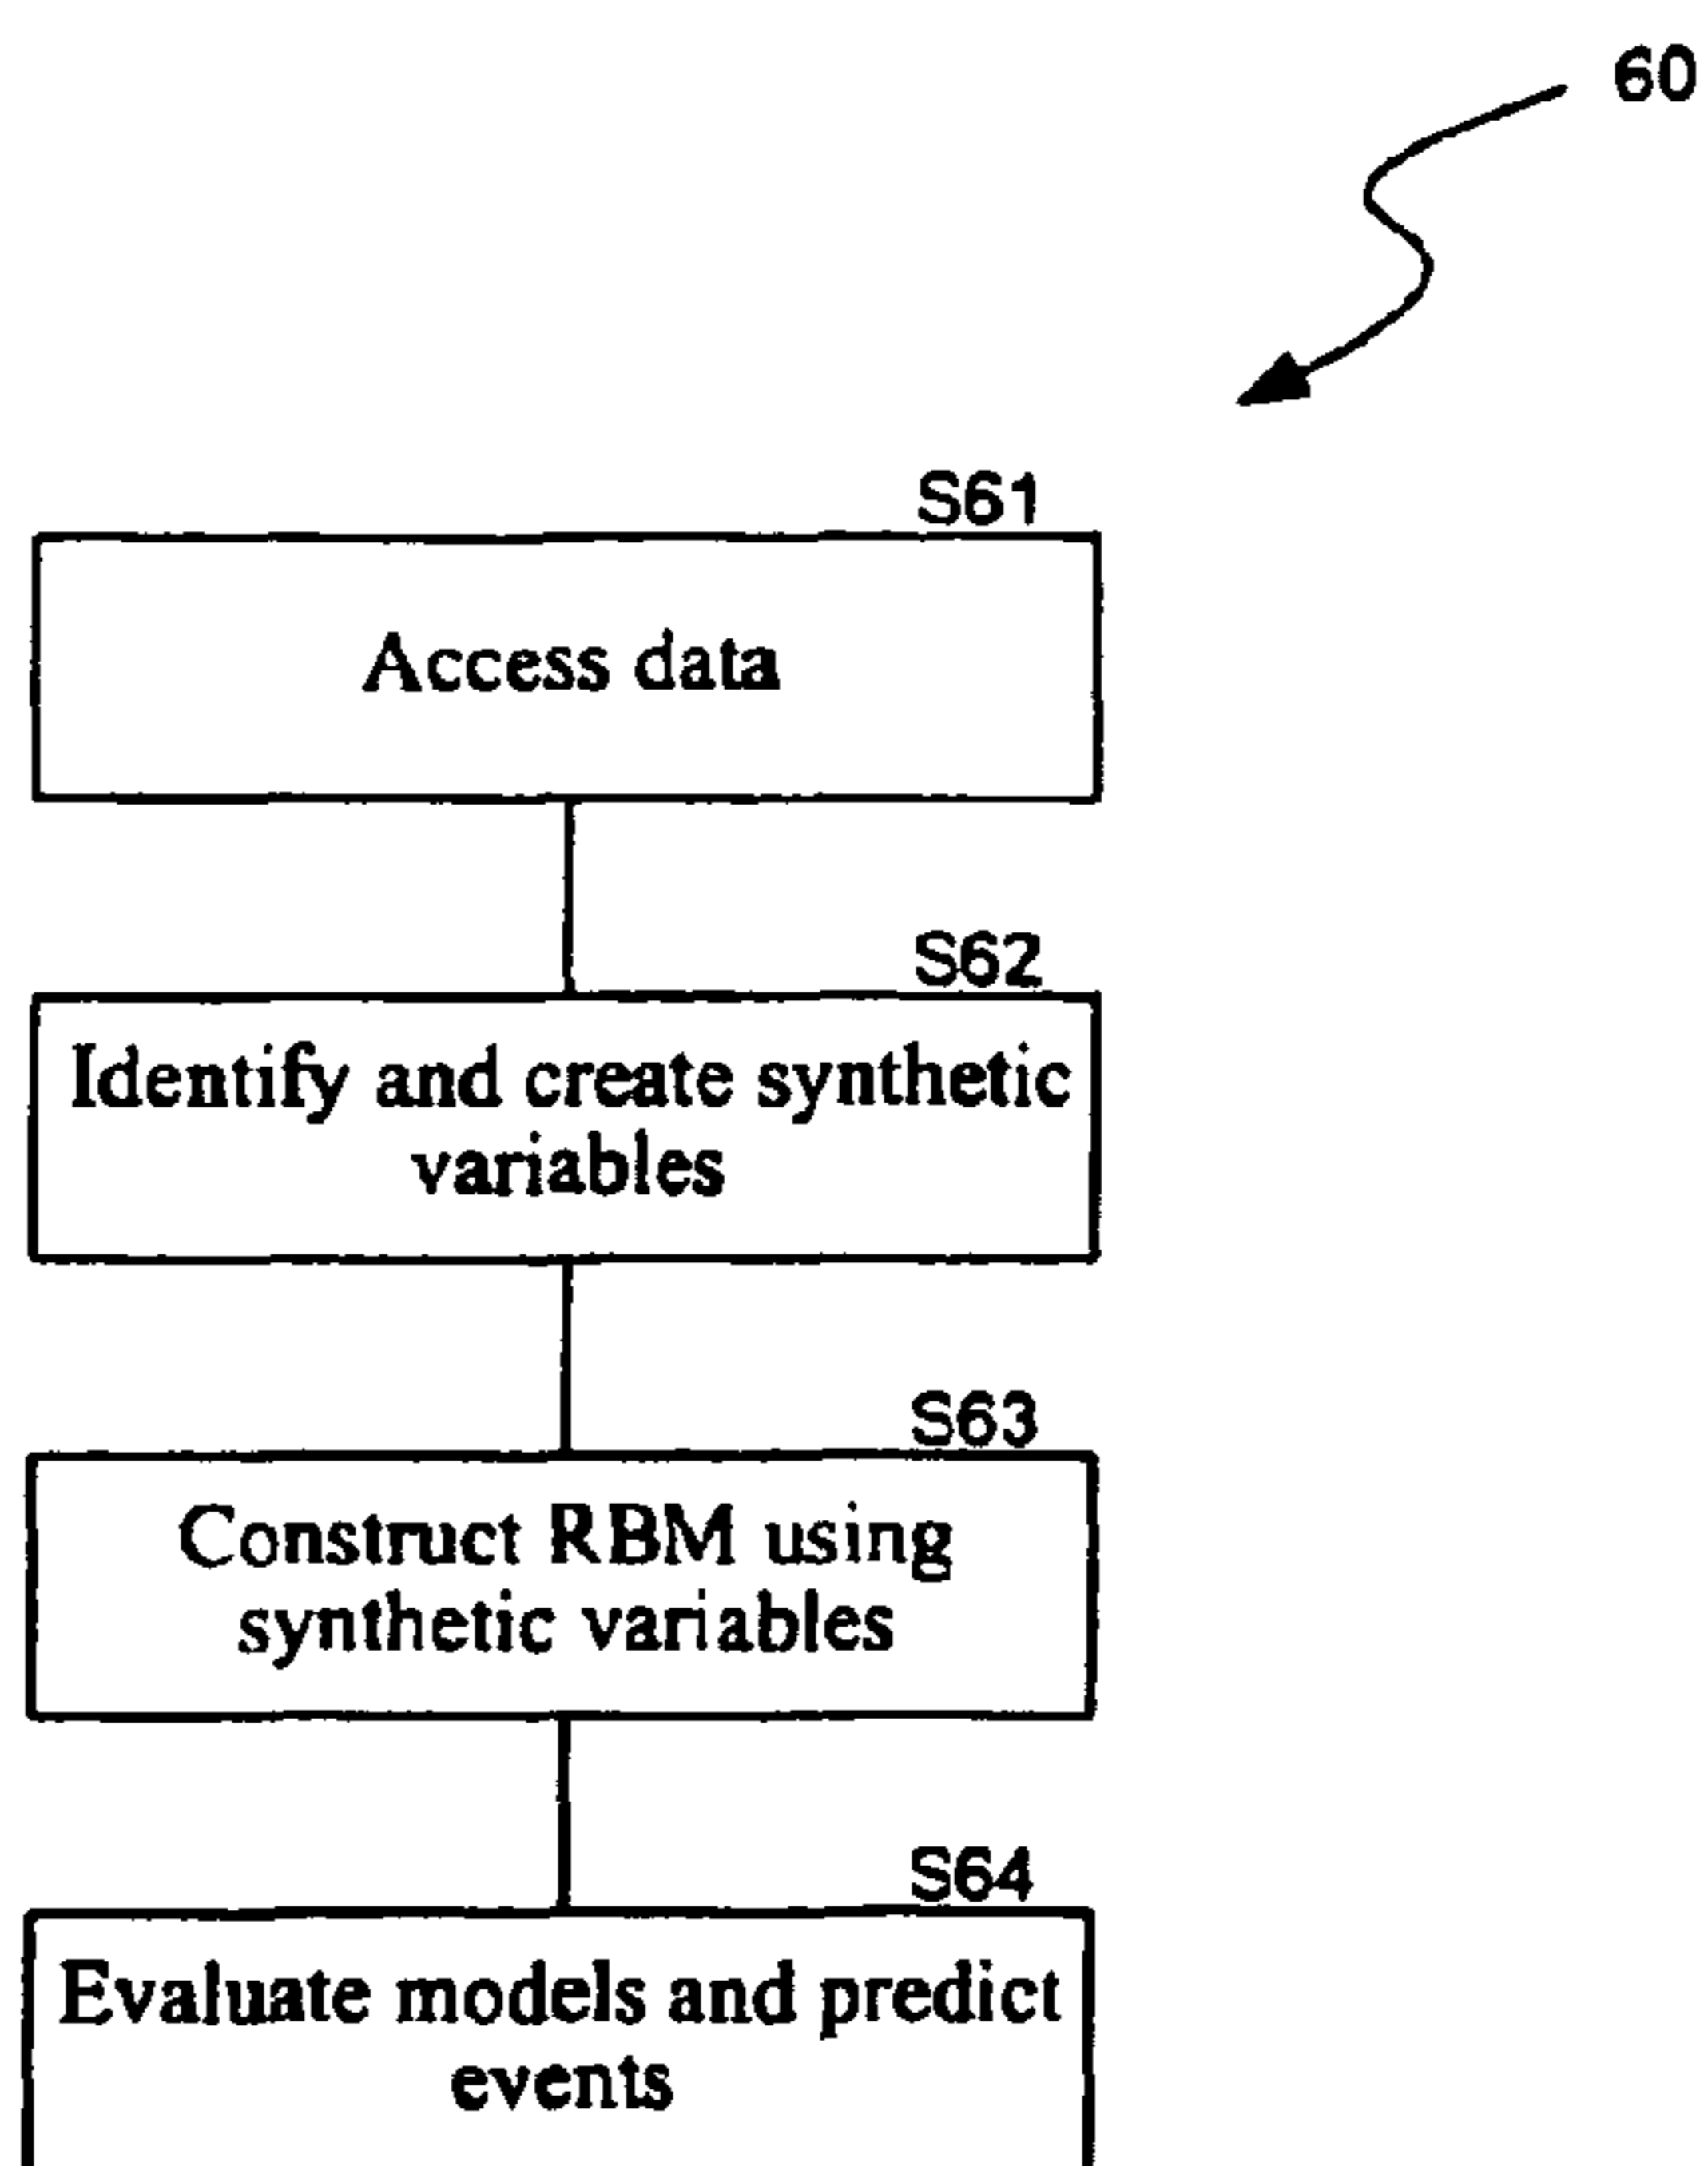 60
S61
Access data
S62
Identify and create synthetic
variables
S63
Construct RBM using
synthetic variables
S64
Evaluate models and predict
events